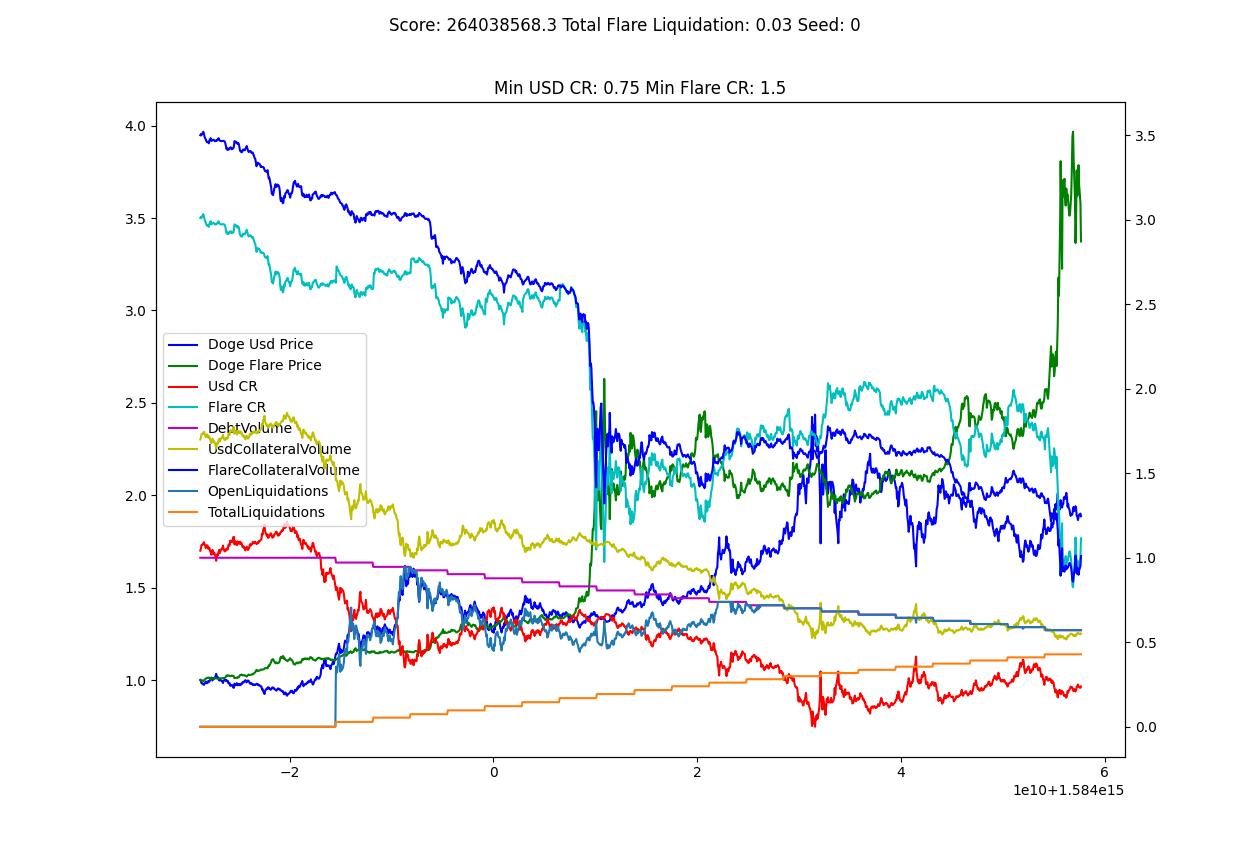 Score: 264038568.3 Total Flare Liquidation: 0.03 Seed: 0
Min USD CR: 0.75 Min Flare CR: 1.5
4.0
3.5
3.0
2.5
2.0
1.5
1.0
3.5
3.0
2.5
2.0
1.5
1.0
0.5
0.0
Doge Usd Price
Doge Flare Price
Usd CR
Flare CR
DebtVolume
UsdCollateralVolume
FlareCollateralVolume
OpenLiquidations
TotalLiquidations
−2 0 2 4 6
1e10+1.584e15